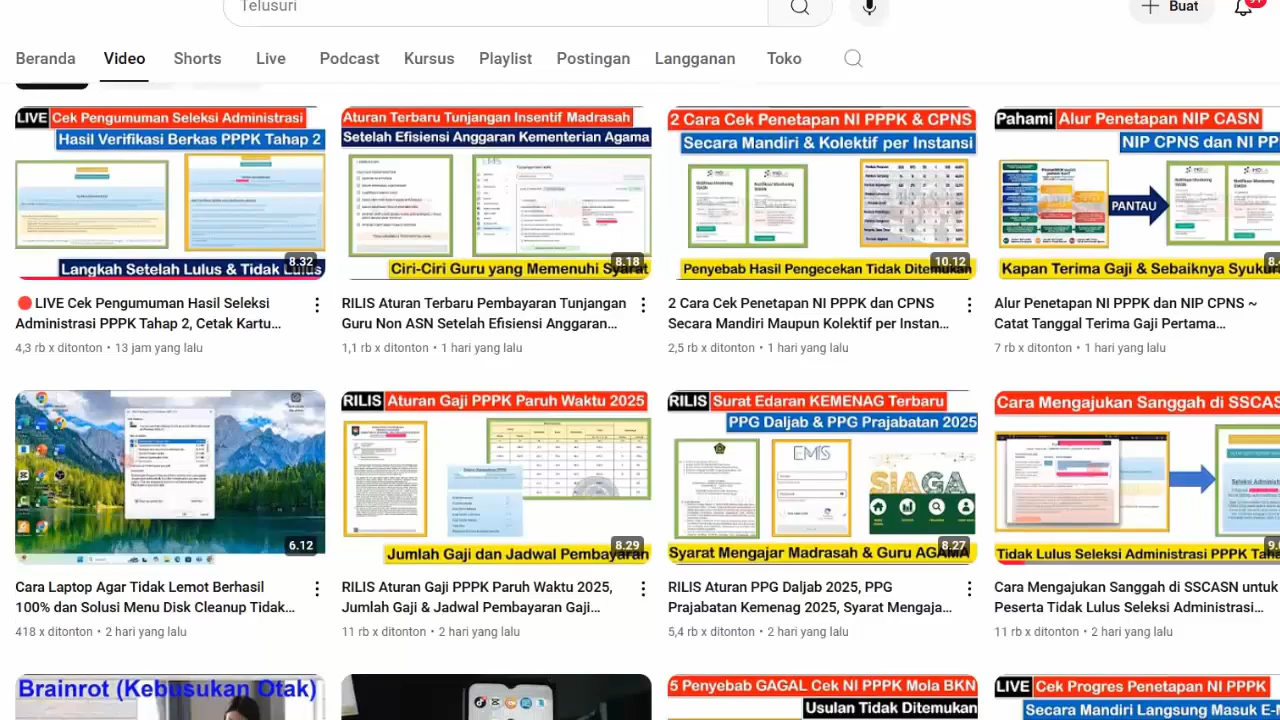 Telusuri
Buat
9+
Beranda
Video
Shorts
Live
Podcast
Kursus
Playlist
Postingan
Langganan
Toko
LIVE Cek Pengumuman Seleksi Administrasi
Hasil Verifikasi Berkas PPPK Tahap 2
Langkah Setelah Lulus & Tidak Lulus
8.32
🔴 LIVE Cek Pengumuman Hasil Seleksi
Administrasi PPPK Tahap 2, Cetak Kartu...
4,3 rb x ditonton • 13 jam yang lalu
Aturan Terbaru Tunjangan Insentif Madrasah
Setelah Efisiensi Anggaran Kementerian Agama
EMIS
Ciri-Ciri Guru yang Memenuhi Syarat
8.18
RILIS Aturan Terbaru Pembayaran Tunjangan
Guru Non ASN Setelah Efisiensi Anggaran...
1,1 rb x ditonton • 1 hari yang lalu
2 Cara Cek Penetapan NI PPPK & CPNS
Secara Mandiri & Kolektif per Instansi
Penyebab Hasil Pengecekan Tidak Ditemukan
10.12
2 Cara Cek Penetapan NI PPPK dan CPNS
Secara Mandiri Maupun Kolektif per Instan...
2,5 rb x ditonton • 1 hari yang lalu
Pahami Alur Penetapan NIP CASN
NIP CPNS dan NI PP
PANTAU
Kapan Terima Gaji & Sebaiknya Syukur
Alur Penetapan NI PPPK dan NIP CPNS ~
Catat Tanggal Terima Gaji Pertama...
7 rb x ditonton • 1 hari yang lalu
6.12
Cara Laptop Agar Tidak Lemot Berhasil
100% dan Solusi Menu Disk Cleanup Tidak...
418 x ditonton • 2 hari yang lalu
RILIS Aturan Gaji PPPK Paruh Waktu 2025
Jumlah Gaji dan Jadwal Pembayaran
8.29
RILIS Aturan Gaji PPPK Paruh Waktu 2025,
Jumlah Gaji & Jadwal Pembayaran Gaji...
11 rb x ditonton • 2 hari yang lalu
RILIS Surat Edaran KEMENAG Terbaru
PPG Daljab & PPG Prajabatan 2025
EMIS
SIAGA
Syarat Mengajar Madrasah & Guru AGAMA
8.27
RILIS Aturan PPG Daljab 2025, PPG
Prajabatan Kemenag 2025, Syarat Mengaja...
5,4 rb x ditonton • 2 hari yang lalu
Cara Mengajukan Sanggah di SSCAS
Tidak Lulus Seleksi Administrasi PPPK Taha
Cara Mengajukan Sanggah di SSCASN untuk
Peserta Tidak Lulus Seleksi Administrasi...
11 rb x ditonton • 2 hari yang lalu
Brainrot (Kebusukan Otak)
5 Penyebab GAGAL Cek NI PPPK Mola BKN
Usulan Tidak Ditemukan
LIVE Cek Progres Penetapan NI PPPK
Secara Mandiri Langsung Masuk E-M